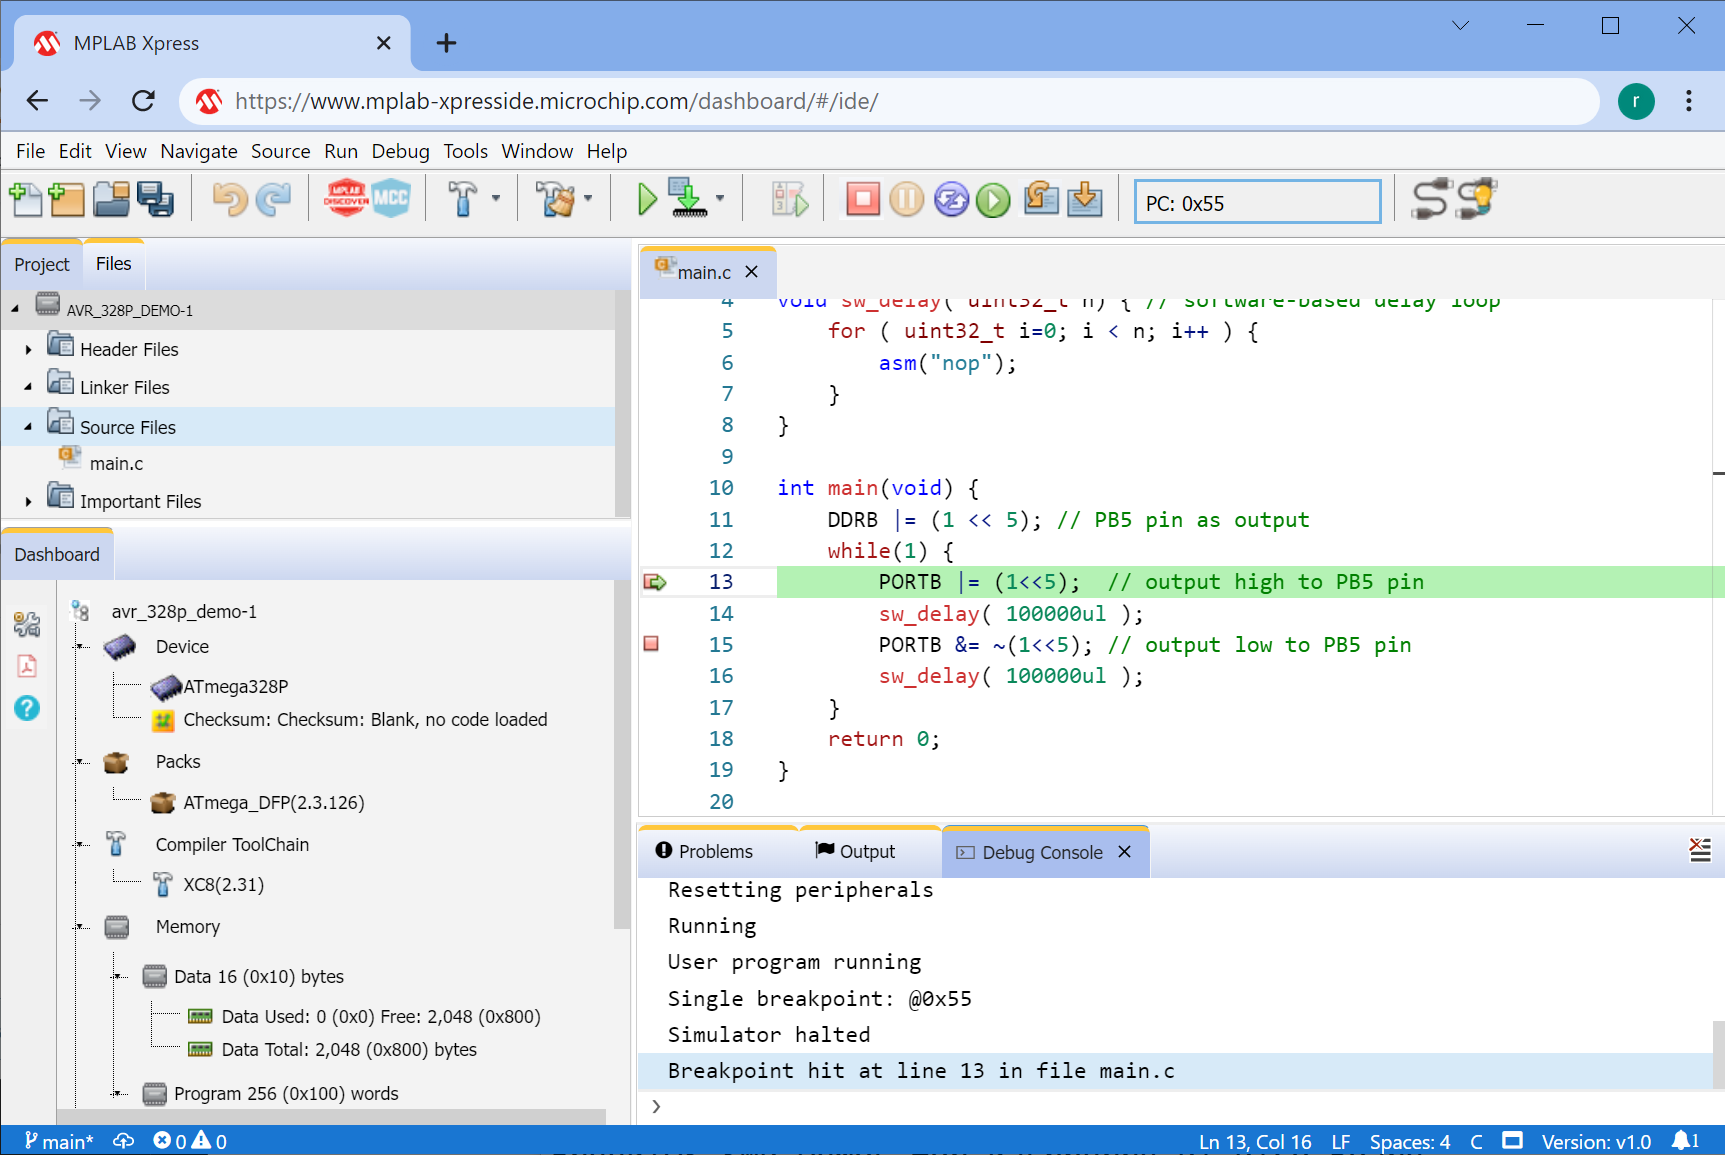 MPLAB Xpress
https://www.mplab-xpresside.microchip.com/dashboard/#/ide/
r
File Edit View Navigate Source Run Debug Tools Window Help
MPLAB DISCOVER
MCC
PC: 0x55
Project Files
AVR_328P_DEMO-1
Header Files
Linker Files
Source Files
main.c
Important Files
Dashboard
avr_328p_demo-1
Device
ATmega328P
Checksum: Checksum: Blank, no code loaded
Packs
ATmega_DFP(2.3.126)
Compiler ToolChain
XC8(2.31)
Memory
Data 16 (0x10) bytes
Data Used: 0 (0x0) Free: 2,048 (0x800)
Data Total: 2,048 (0x800) bytes
Program 256 (0x100) words
main.c
4 void sw_delay( uint32_t n) { // software-based delay loop
5 for ( uint32_t i=0; i < n; i++ ) {
6 asm("nop");
7 }
8 }
9
10 int main(void) {
11 DDRB |= (1 << 5); // PB5 pin as output
12 while(1) {
13 PORTB |= (1<<5); // output high to PB5 pin
14 sw_delay( 100000ul );
15 PORTB &= ~(1<<5); // output low to PB5 pin
16 sw_delay( 100000ul );
17 }
18 return 0;
19 }
20
Problems Output Debug Console
Resetting peripherals
Running
User program running
Single breakpoint: @0x55
Simulator halted
Breakpoint hit at line 13 in file main.c
main* 0 0 Ln 13, Col 16 LF Spaces: 4 C Version: v1.0 1